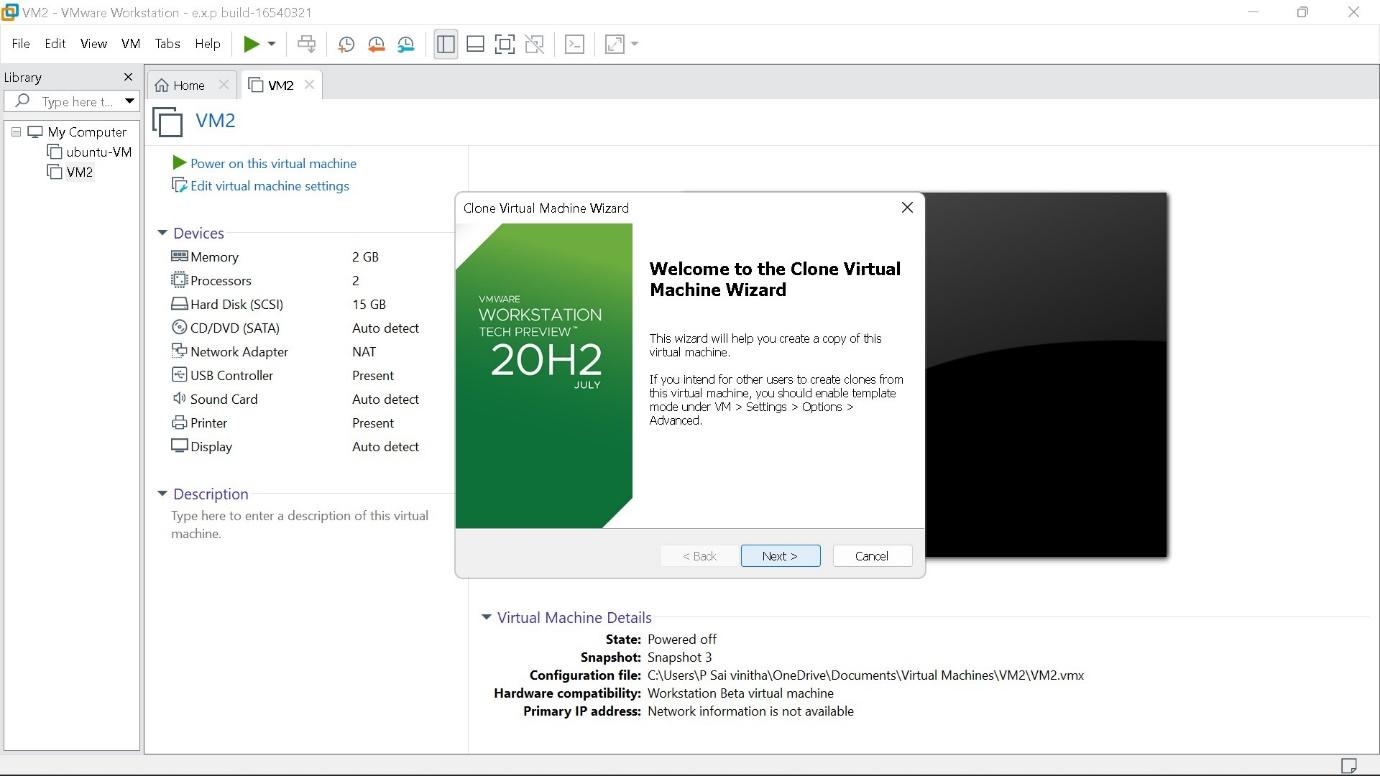 VM2 - VMware Workstation - e.x.p build-16540321
File Edit View VM Tabs Help
Library
Type here t...
My Computer
ubuntu-VM
VM2
Home
VM2
VM2
Power on this virtual machine
Edit virtual machine settings
Devices
Memory 2 GB
Processors 2
Hard Disk (SCSI) 15 GB
CD/DVD (SATA) Auto detect
Network Adapter NAT
USB Controller Present
Sound Card Auto detect
Printer Present
Display Auto detect
Description
Type here to enter a description of this virtual
machine.
Clone Virtual Machine Wizard
VMWARE
WORKSTATION
TECH PREVIEW™
20H2
JULY
Welcome to the Clone Virtual
Machine Wizard
This wizard will help you create a copy of this
virtual machine.
If you intend for other users to create clones from
this virtual machine, you should enable template
mode under VM > Settings > Options >
Advanced.
< Back Next > Cancel
Virtual Machine Details
State: Powered off
Snapshot: Snapshot 3
Configuration file: C:\Users\P Sai vinitha\OneDrive\Documents\Virtual Machines\VM2\VM2.vmx
Hardware compatibility: Workstation Beta virtual machine
Primary IP address: Network information is not available